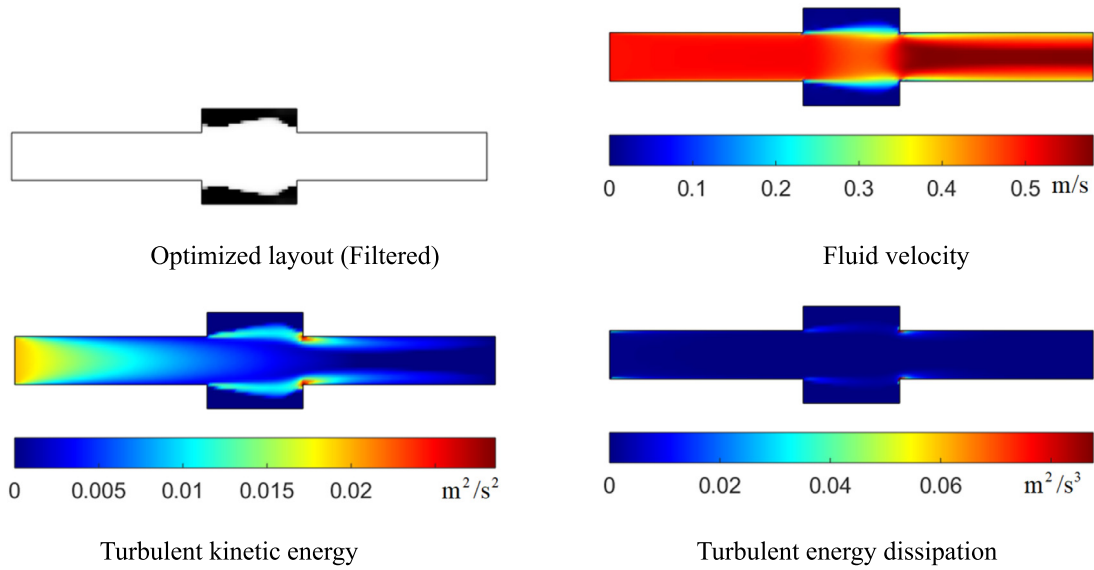 0 0.1 0.2 0.3 0.4 0.5 m/s
Optimized layout (Filtered)
Fluid velocity
0 0.005 0.01 0.015 0.02 m²/s²
0 0.02 0.04 0.06 m²/s³
Turbulent kinetic energy
Turbulent energy dissipation